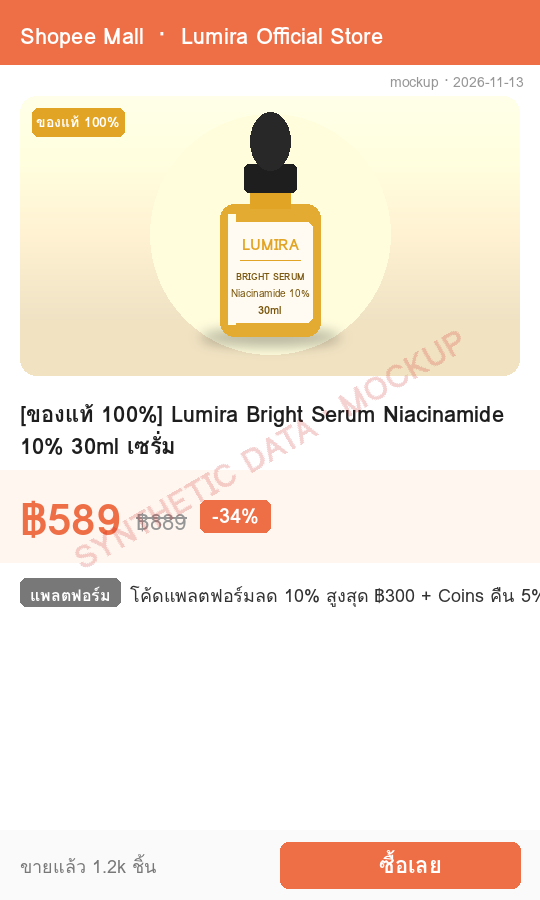 Shopee Mall · Lumira Official Store
mockup · 2026-11-13
ของแท้ 100%
LUMIRA
BRIGHT SERUM
Niacinamide 10%
30ml
[ของแท้ 100%] Lumira Bright Serum Niacinamide
10% 30ml เซรั่ม
SYNTHETIC DATA · MOCKUP
฿589 ฿889 -34%
แพลตฟอร์ม โค้ดแพลตฟอร์มลด 10% สูงสุด ฿300 + Coins คืน 5%
ขายแล้ว 1.2k ชิ้น
ซื้อเลย